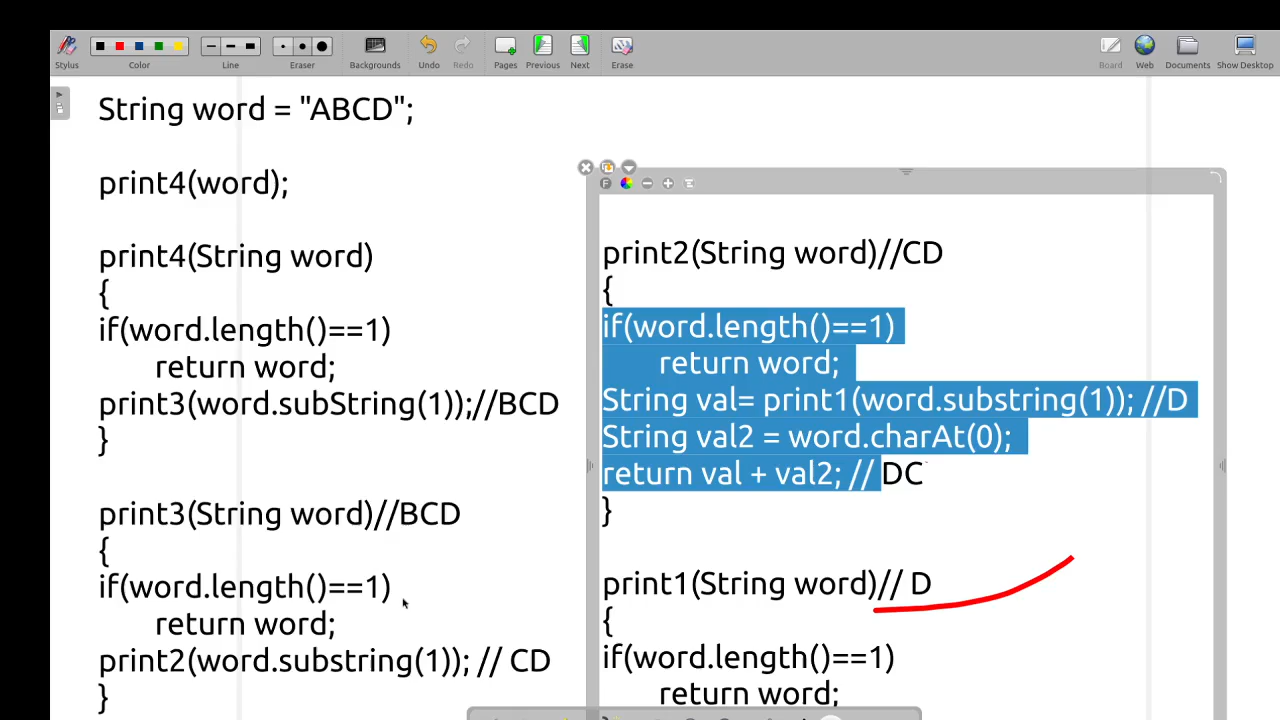 Stylus
Color
Line
Eraser
Backgrounds
Undo
Redo
Pages
Previous
Next
Erase
Board
Web
Documents
Show Desktop
String word = "ABCD";
print4(word);
print4(String word)
{
if(word.length()==1)
return word;
print3(word.subString(1));//BCD
}
print3(String word)//BCD
{
if(word.length()==1)
return word;
print2(word.substring(1)); // CD
}
print2(String word)//CD
{
if(word.length()==1)
return word;
String val= print1(word.substring(1)); //D
String val2 = word.charAt(0);
return val + val2; // DC`
}
print1(String word)// D
{
if(word.length()==1)
return word;